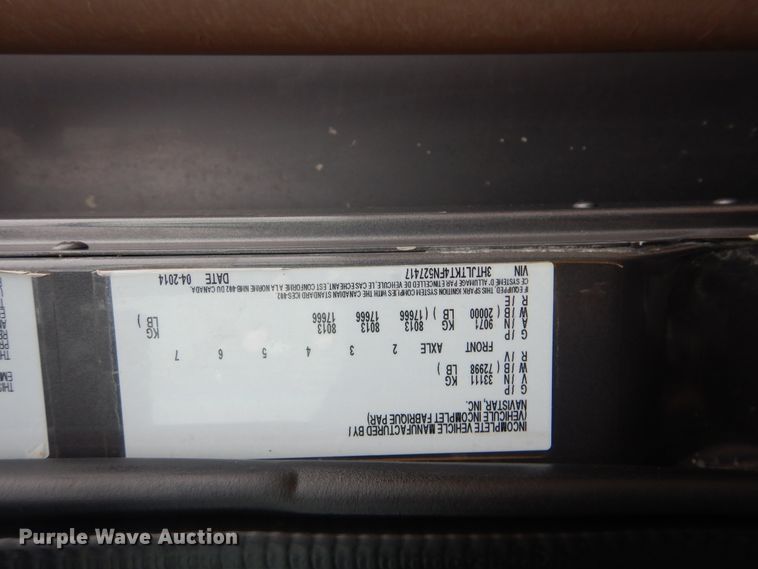 INCOMPLETE VEHICLE MANUFACTURED BY /
(VEHICULE INCOMPLET FABRIQUE PAR)
NAVISTAR, INC.
G / P 33111 KG
V / N
W / B ( 72998 LB )
R / V
FRONT AXLE 2 3 4 5 6 7
G / P 9071 KG 8013 8013 8013 KG
A / N
W / B ( 20000 LB ) ( 17666 17666 17666 LB )
R / E
IF EQUIPPED, THIS SPARK IGNITION SYSTEM COMPLIES WITH THE CANADIAN STANDARD ICES-002.
CE SYSTEME D' ALLUMAGE PAR ETINCELLE DE VEHICULE, LE CAS ECHEANT, EST CONFORME A LA NORME NMB-002 DU CANADA
VIN 3HTJLTKT4FN527417 DATE 04-2014
THIS
EM
TH
Purple Wave Auction